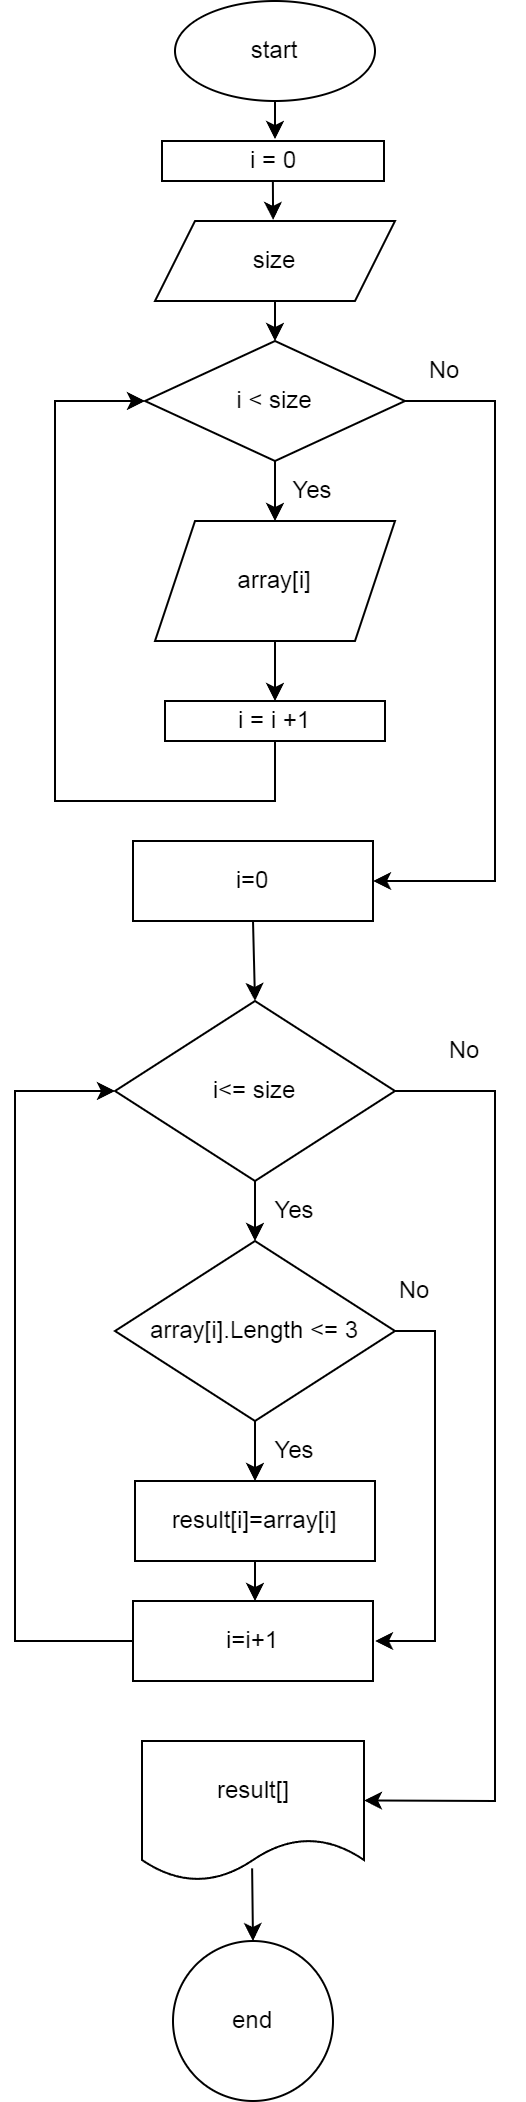 start
i = 0
size
No
i < size
Yes
array[i]
i = i +1
i=0
No
i<= size
Yes
No
array[i].Length <= 3
Yes
result[i]=array[i]
i=i+1
result[]
end